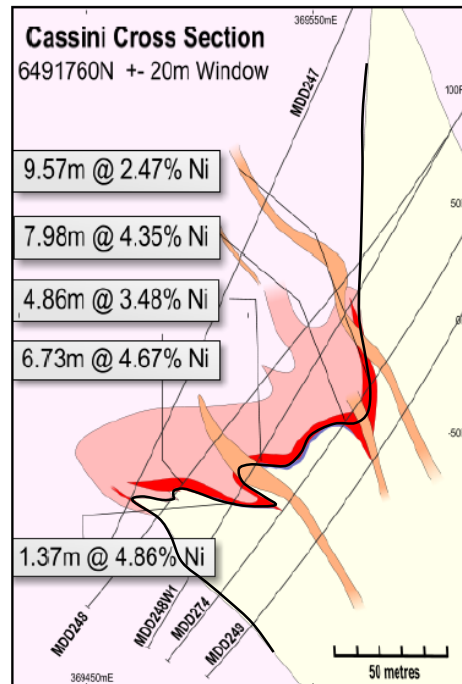 369550mE
Cassini Cross Section
6491760N +- 20m Window
MDD247
9.57m @ 2.47% Ni
7.98m @ 4.35% Ni
4.86m @ 3.48% Ni
6.73m @ 4.67% Ni
-50
1.37m @ 4.86% Ni
MDD248
MDD248W1
MDD274
MDD249
50 metres
369450mE